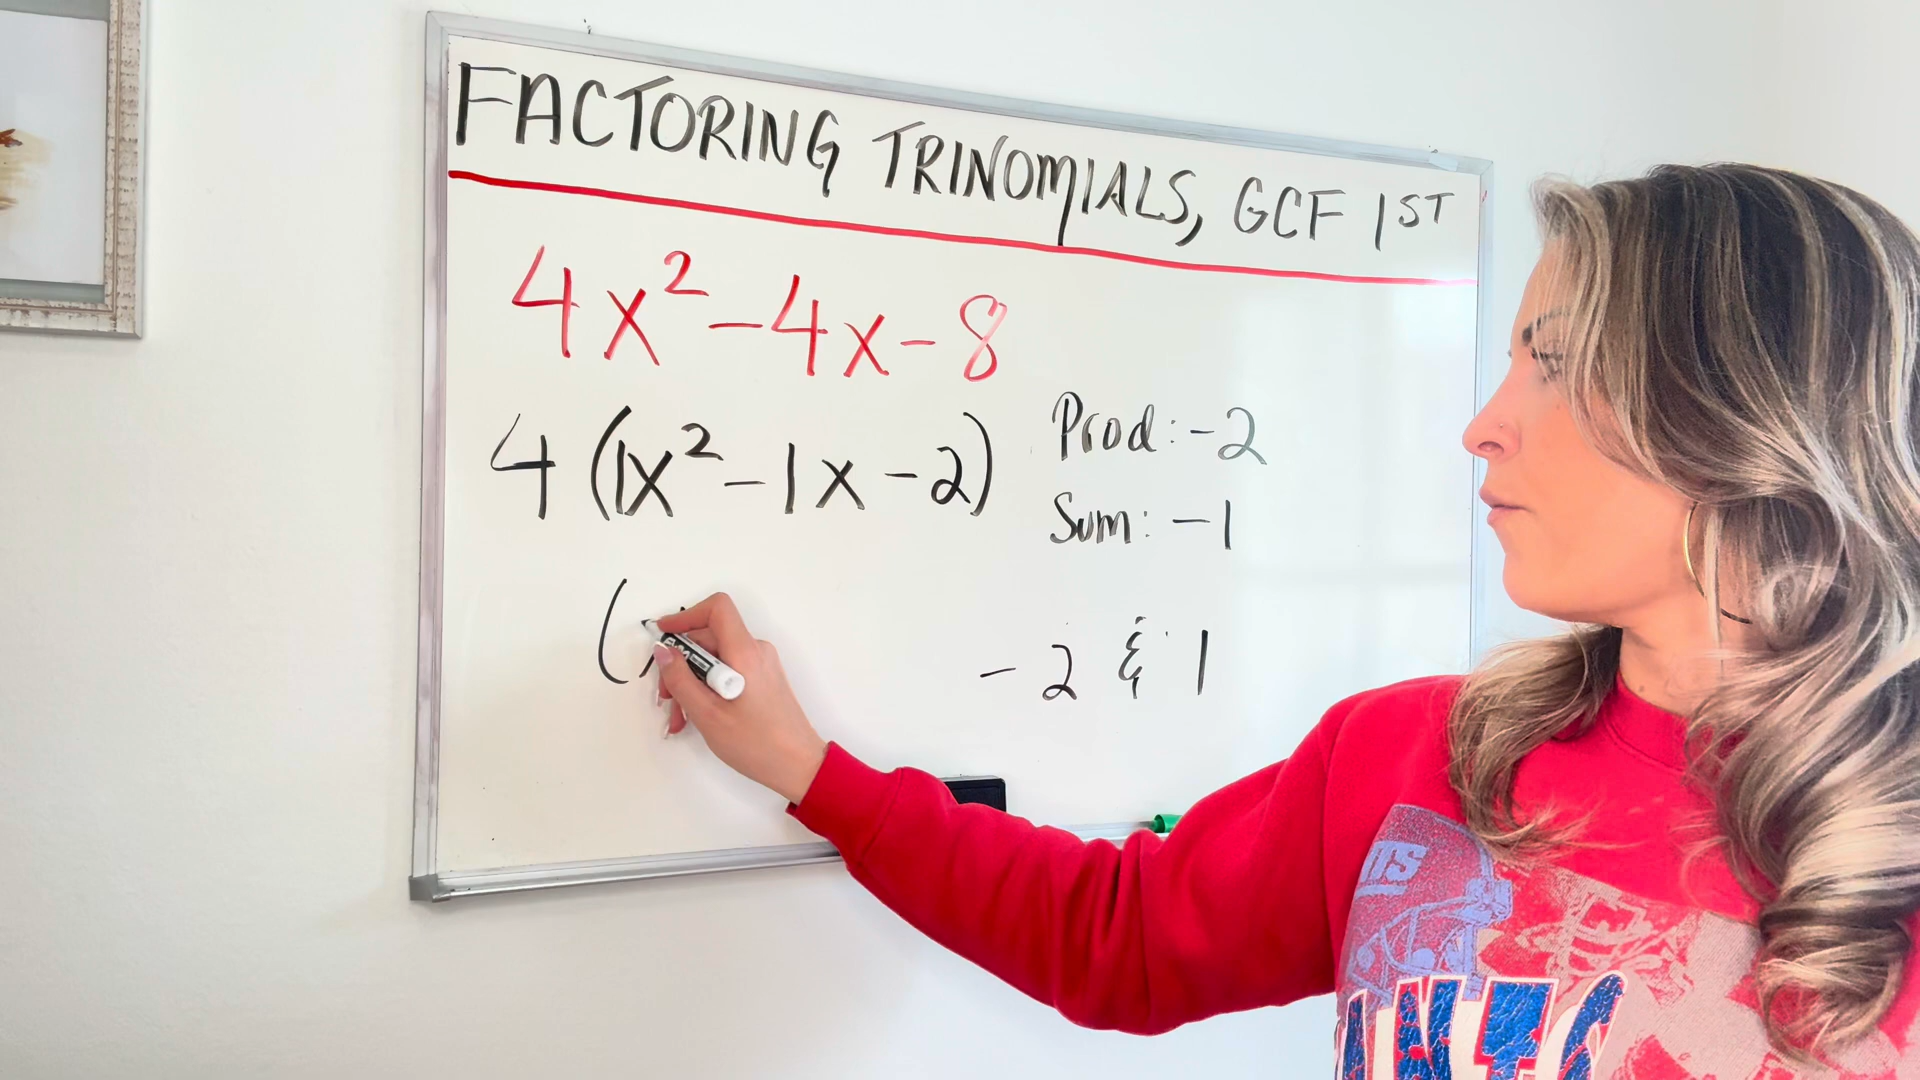 FACTORING TRINOMIALS, GCF 1ST
4x² - 4x - 8
4 (1x² - 1x - 2)
Prod: -2
Sum: -1
(x
-2 & 1